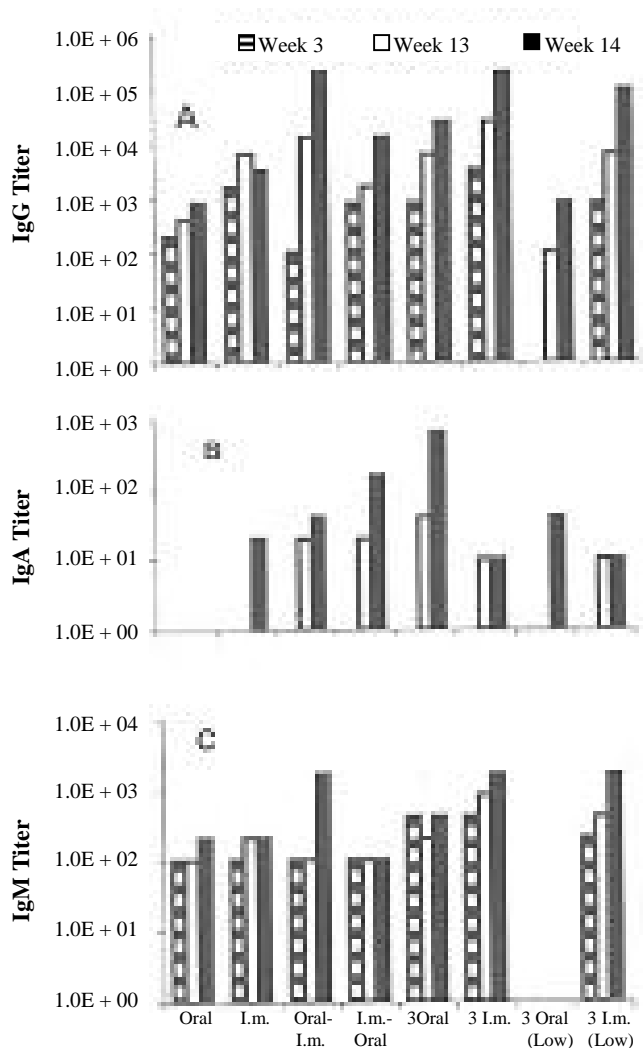 1.0E + 06
Week 3 Week 13 Week 14
1.0E + 05
A
1.0E + 04
1.0E + 03
1.0E + 02
1.0E + 01
1.0E + 00
IgG Titer
1.0E + 03
B
1.0E + 02
1.0E + 01
1.0E + 00
IgA Titer
1.0E + 04
C
1.0E + 03
1.0E + 02
1.0E + 01
1.0E + 00
IgM Titer
Oral I.m. Oral- I.m.- 3Oral 3 I.m. 3 Oral 3 I.m.
I.m. Oral (Low) (Low)